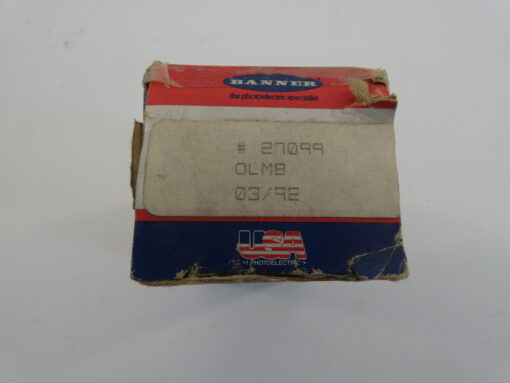 BANNER
the photoelectric specialist
# 27099
OLM8
03/92
USA
#1 PHOTOELECTRIC